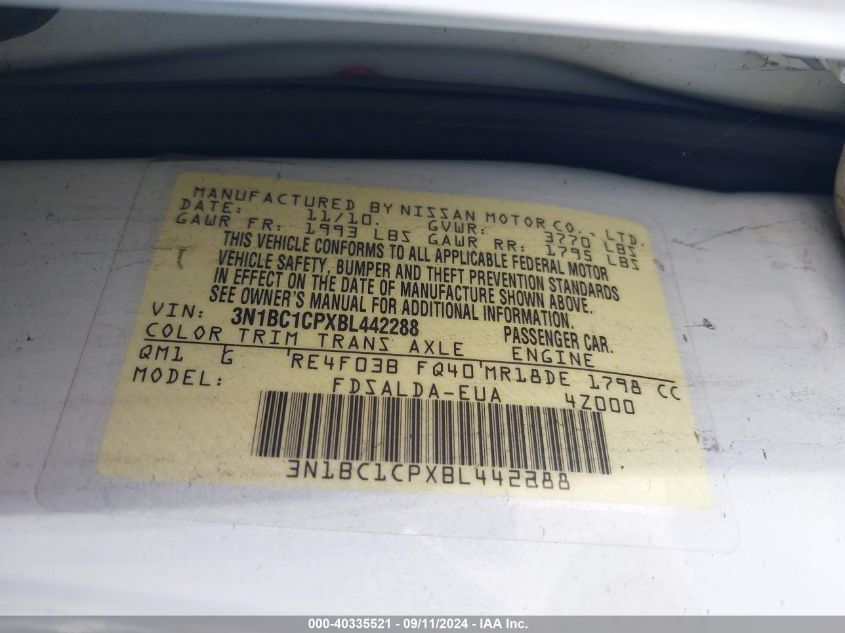 MANUFACTURED BY NISSAN MOTOR CO., LTD.
DATE: 11/10. GVWR: 3770 LBS
GAWR FR: 1993 LBS GAWR RR: 1795 LBS
THIS VEHICLE CONFORMS TO ALL APPLICABLE FEDERAL MOTOR
VEHICLE SAFETY, BUMPER AND THEFT PREVENTION STANDARDS
IN EFFECT ON THE DATE OF MANUFACTURE SHOWN ABOVE.
SEE OWNER'S MANUAL FOR ADDITIONAL INFORMATION.
VIN: 3N1BC1CPXBL442288 PASSENGER CAR.
COLOR TRIM TRANS AXLE ENGINE
QM1 G RE4F03B FQ40 MR18DE 1798 CC
MODEL: FDSALDA-EUA 4Z000
3N1BC1CPXBL442288
000-40335521 - 09/11/2024 - IAA Inc.